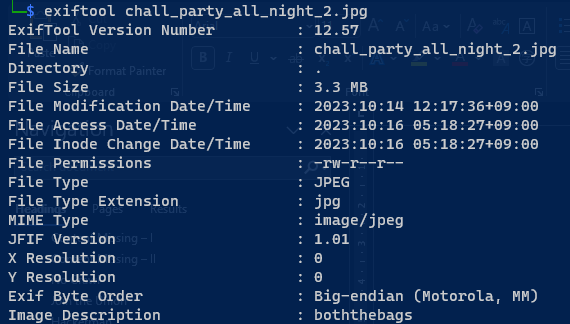 └─$ exiftool chall_party_all_night_2.jpg
ExifTool Version Number : 12.57
File Name : chall_party_all_night_2.jpg
Directory : .
File Size : 3.3 MB
File Modification Date/Time : 2023:10:14 12:17:36+09:00
File Access Date/Time : 2023:10:16 05:18:27+09:00
File Inode Change Date/Time : 2023:10:16 05:18:27+09:00
File Permissions : -rw-r--r--
File Type : JPEG
File Type Extension : jpg
MIME Type : image/jpeg
JFIF Version : 1.01
X Resolution : 0
Y Resolution : 0
Exif Byte Order : Big-endian (Motorola, MM)
Image Description : boththebags